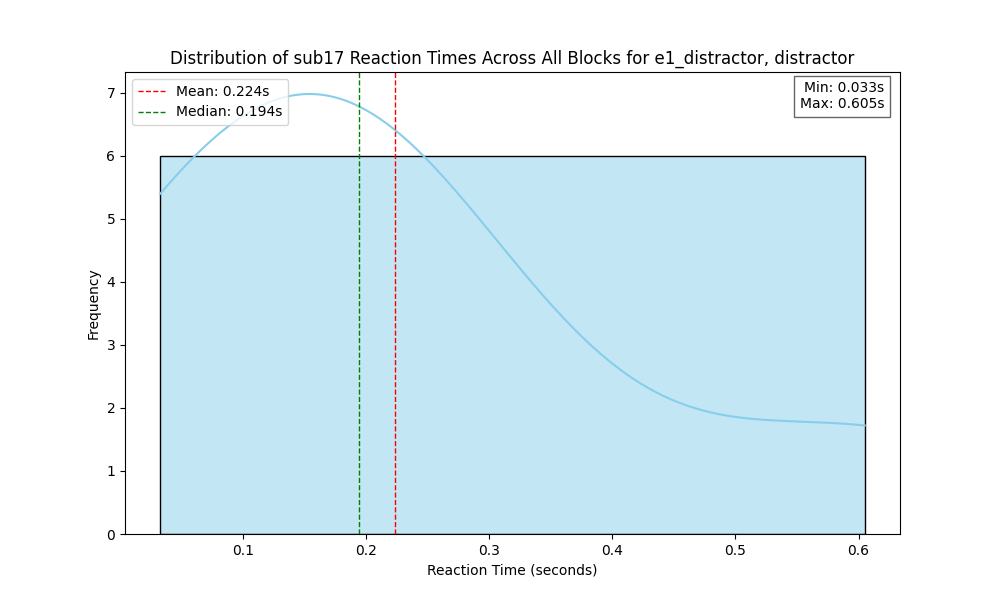 Distribution of sub17 Reaction Times Across All Blocks for e1_distractor, distractor
Mean: 0.224s
Median: 0.194s
Min: 0.033s
Max: 0.605s
7
6
5
4
3
2
1
0
Frequency
0.1 0.2 0.3 0.4 0.5 0.6
Reaction Time (seconds)